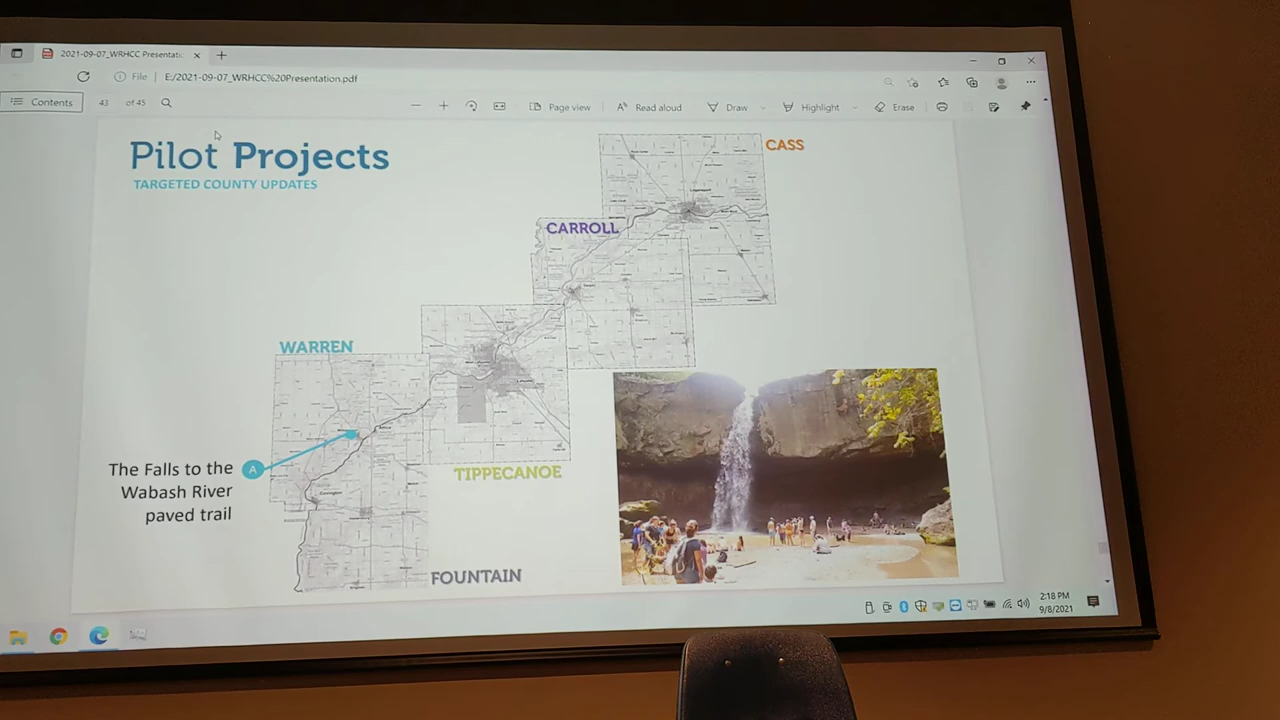 2021-09-07_WRHCC Presentatic
File | E:/2021-09-07_WRHCC%20Presentation.pdf
Contents 43 of 45 Page view Read aloud Draw Highlight Erase
Pilot Projects
TARGETED COUNTY UPDATES
CASS
CARROLL
WARREN
A
The Falls to the
Wabash River
paved trail
TIPPECANOE
FOUNTAIN
2:18 PM
9/8/2021